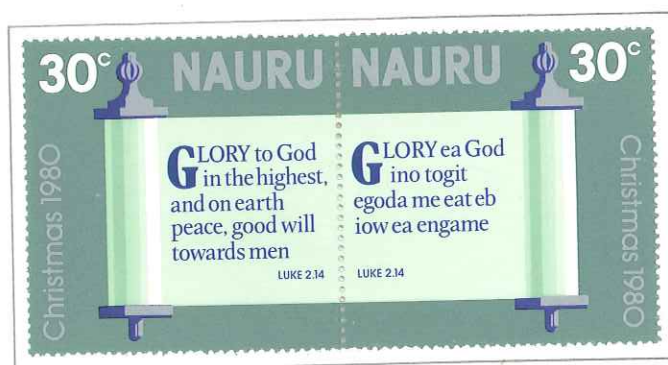 30c NAURU
Christmas 1980
GLORY to God
in the highest,
and on earth
peace, good will
towards men
LUKE 2.14
NAURU 30c
GLORY ea God
ino togit
egoda me eat eb
iow ea engame
LUKE 2.14
Christmas 1980